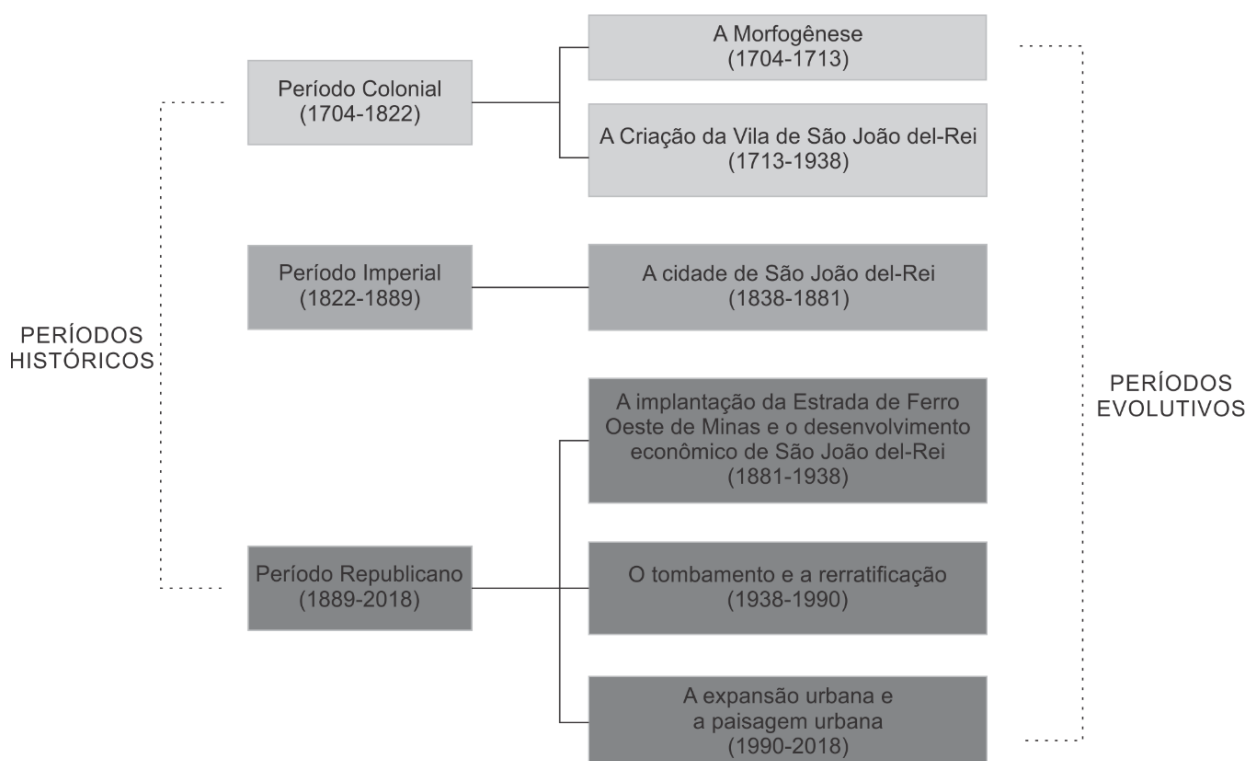 PERÍODOS
HISTÓRICOS
Período Colonial
(1704-1822)
A Morfogênese
(1704-1713)
A Criação da Vila de São João del-Rei
(1713-1938)
Período Imperial
(1822-1889)
A cidade de São João del-Rei
(1838-1881)
Período Republicano
(1889-2018)
A implantação da Estrada de Ferro
Oeste de Minas e o desenvolvimento
econômico de São João del-Rei
(1881-1938)
O tombamento e a rerratificação
(1938-1990)
A expansão urbana e
a paisagem urbana
(1990-2018)
PERÍODOS
EVOLUTIVOS